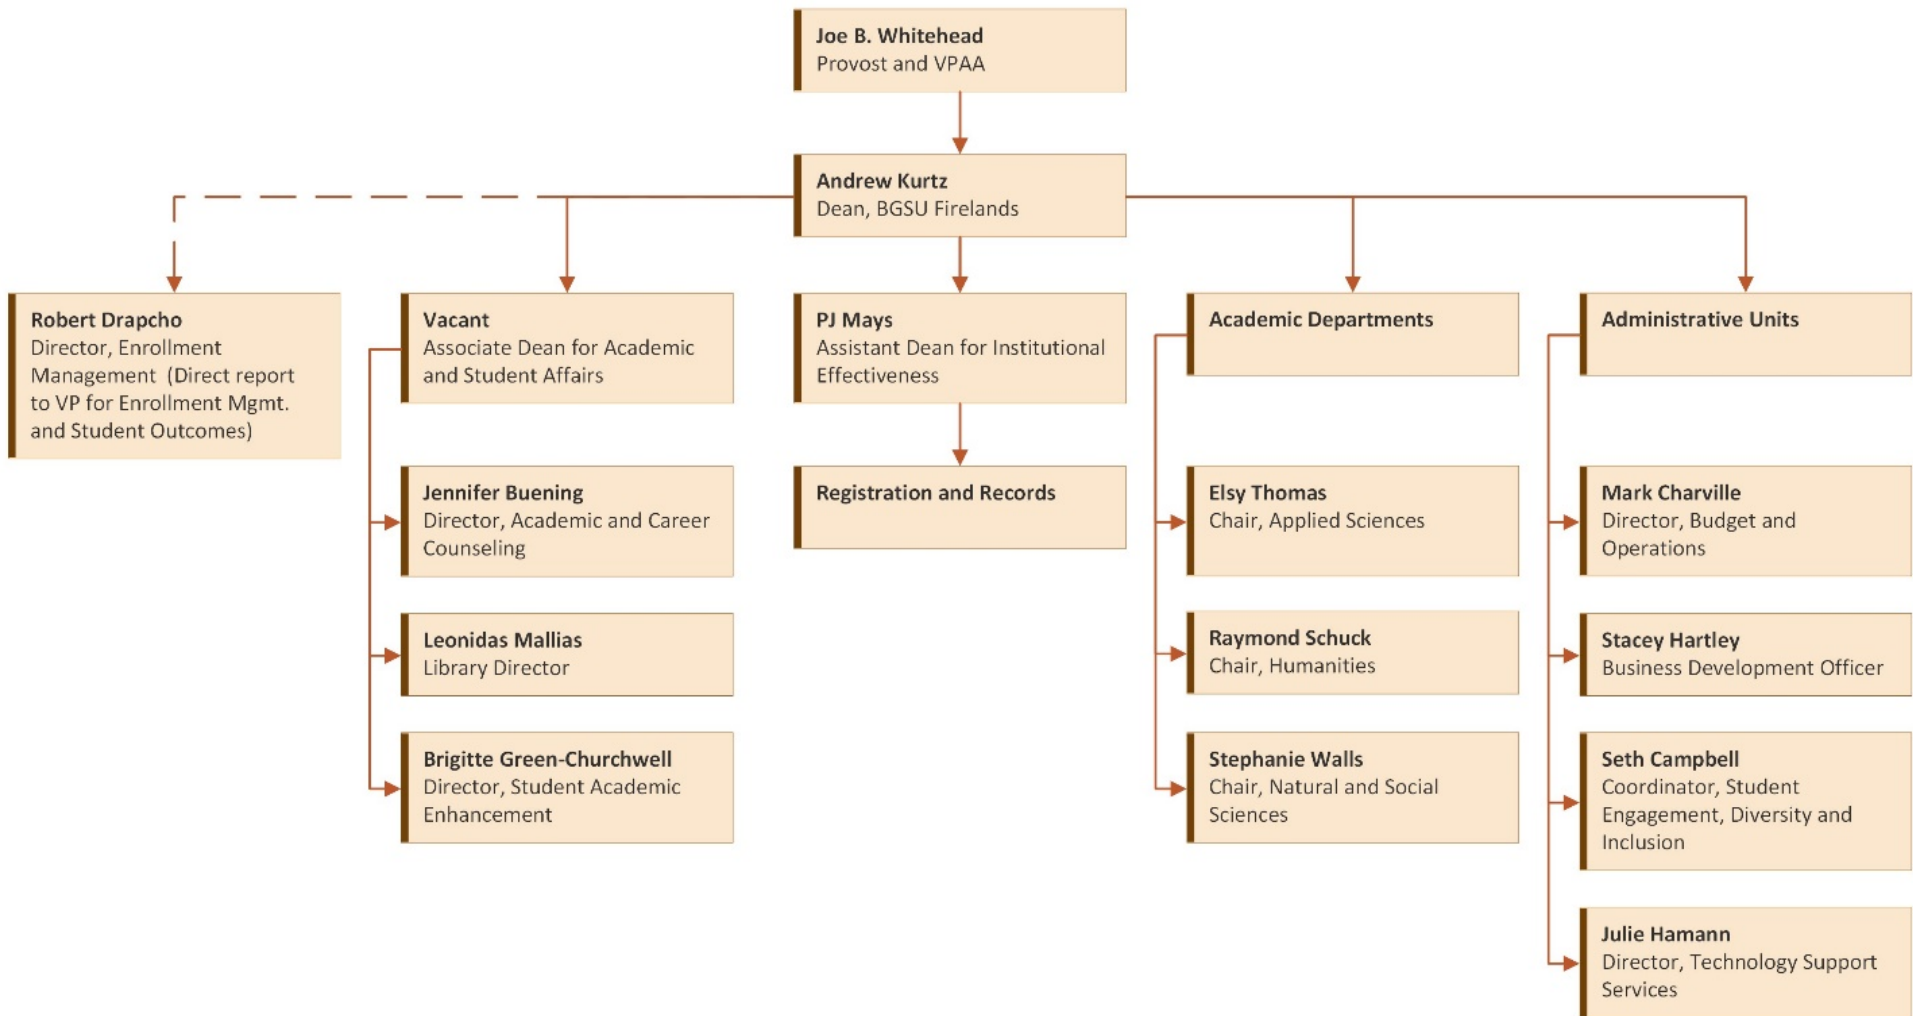 Joe B. Whitehead
Provost and VPAA
Andrew Kurtz
Dean, BGSU Firelands
Robert Drapcho
Director, Enrollment
Management (Direct report
to VP for Enrollment Mgmt.
and Student Outcomes)
Vacant
Associate Dean for Academic
and Student Affairs
Jennifer Buening
Director, Academic and Career
Counseling
Leonidas Mallias
Library Director
Brigitte Green-Churchwell
Director, Student Academic
Enhancement
PJ Mays
Assistant Dean for Institutional
Effectiveness
Registration and Records
Academic Departments
Elsy Thomas
Chair, Applied Sciences
Raymond Schuck
Chair, Humanities
Stephanie Walls
Chair, Natural and Social
Sciences
Administrative Units
Mark Charville
Director, Budget and
Operations
Stacey Hartley
Business Development Officer
Seth Campbell
Coordinator, Student
Engagement, Diversity and
Inclusion
Julie Hamann
Director, Technology Support
Services